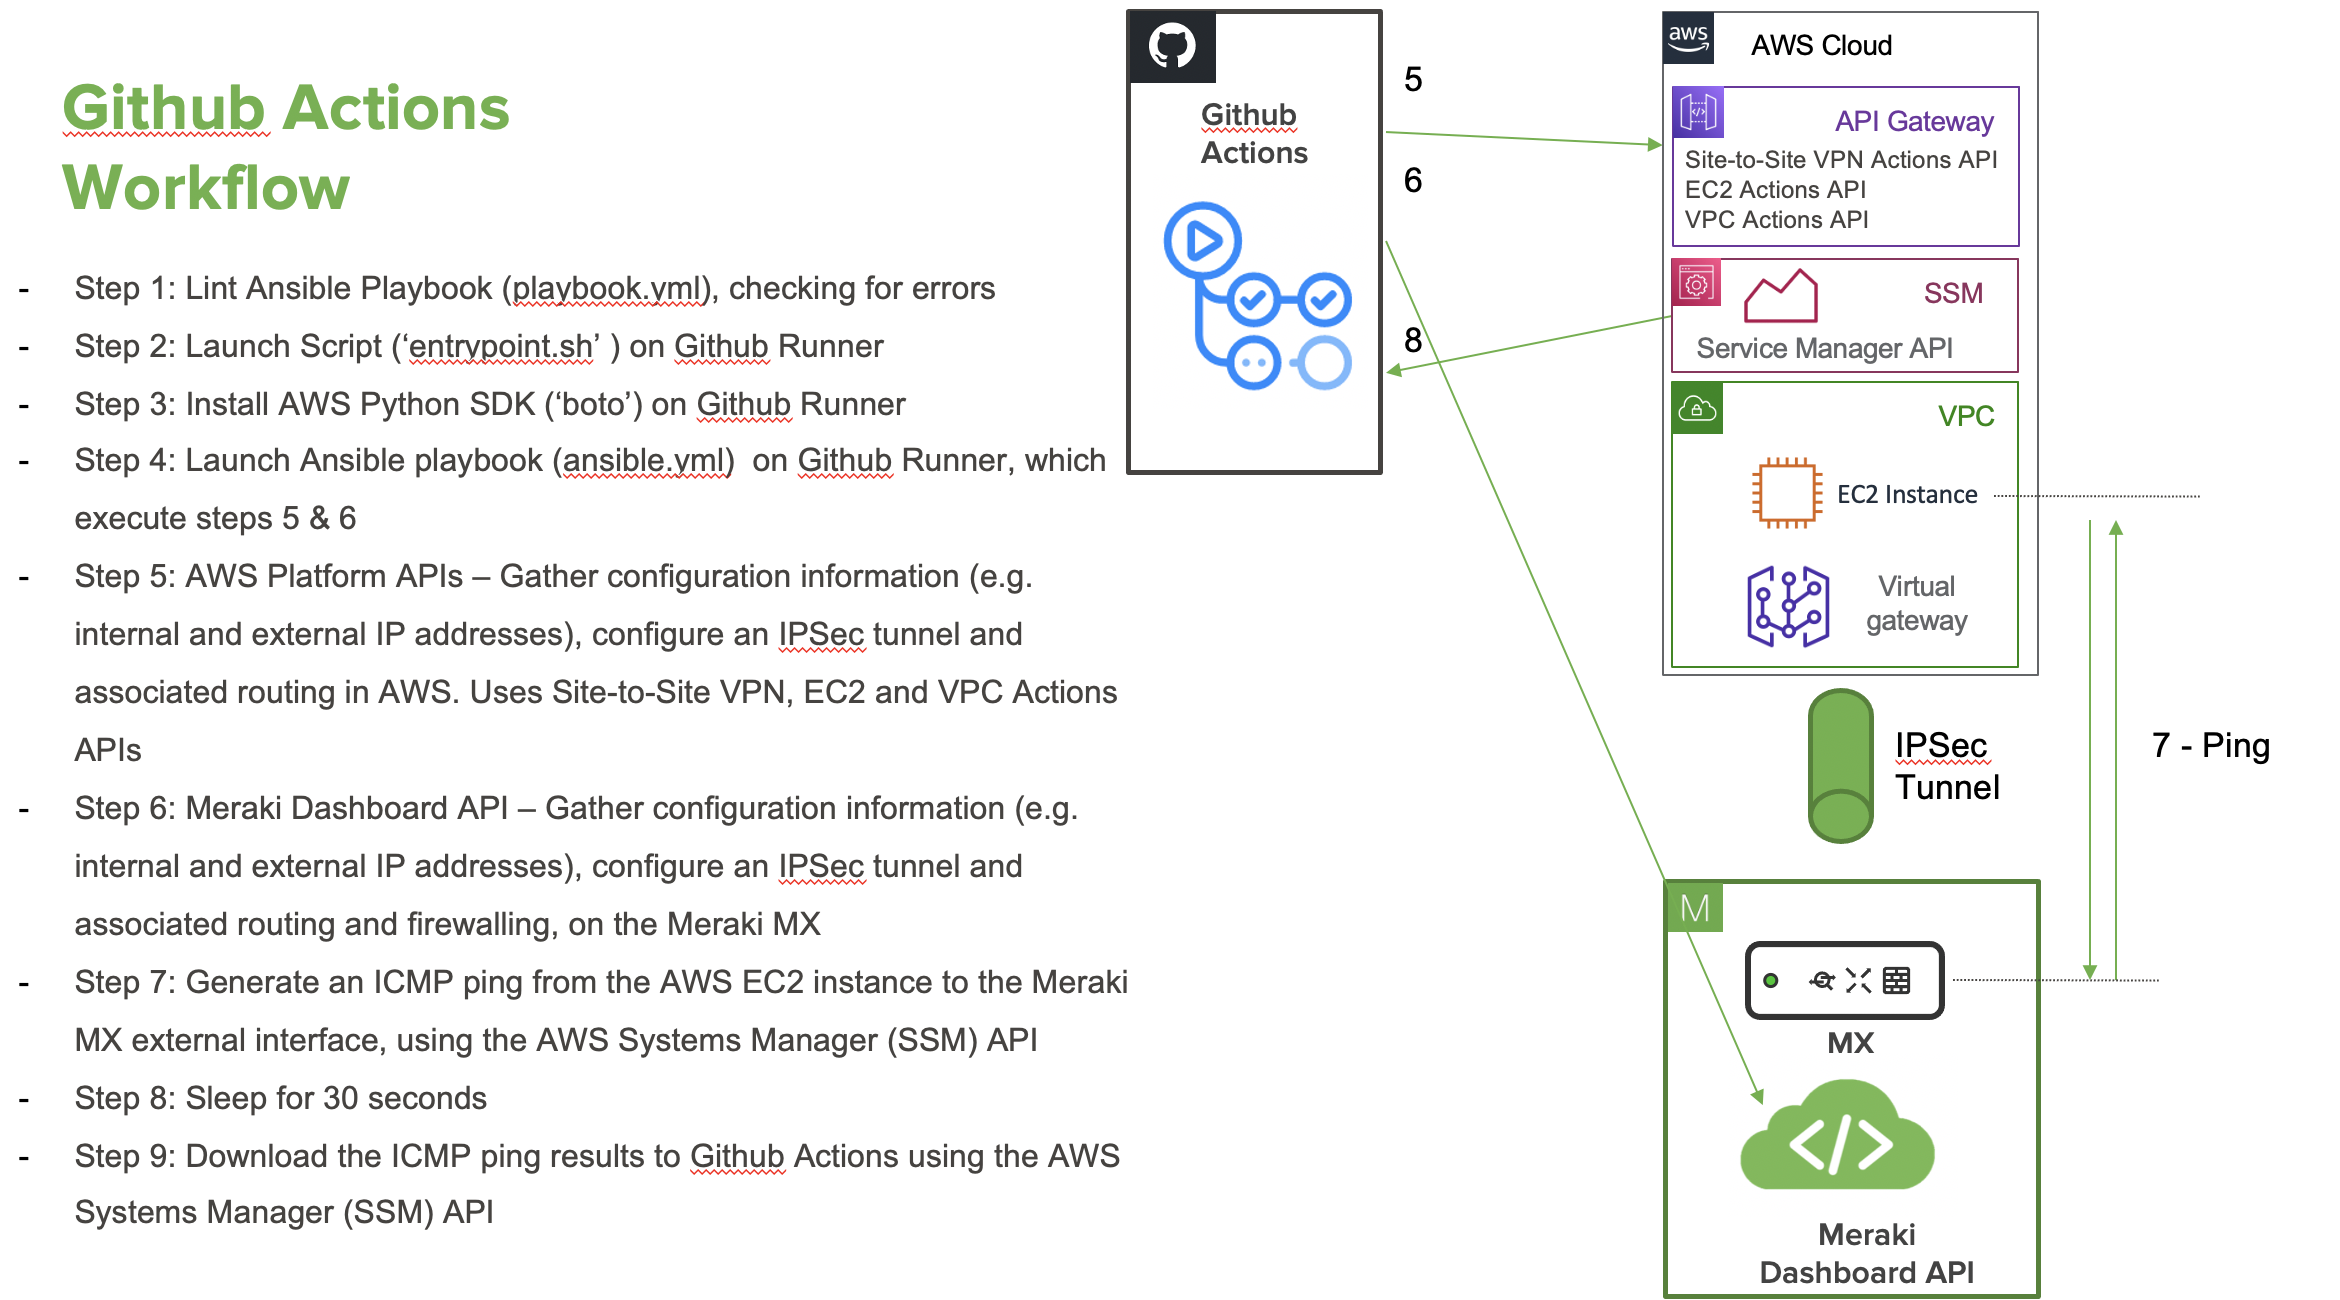 Github Actions
Workflow
- Step 1: Lint Ansible Playbook (playbook.yml), checking for errors
- Step 2: Launch Script (‘entrypoint.sh’ ) on Github Runner
- Step 3: Install AWS Python SDK (‘boto’) on Github Runner
- Step 4: Launch Ansible playbook (ansible.yml)  on Github Runner, which
execute steps 5 & 6
- Step 5: AWS Platform APIs – Gather configuration information (e.g.
internal and external IP addresses), configure an IPSec tunnel and
associated routing in AWS. Uses Site-to-Site VPN, EC2 and VPC Actions
APIs
- Step 6: Meraki Dashboard API – Gather configuration information (e.g.
internal and external IP addresses), configure an IPSec tunnel and
associated routing and firewalling, on the Meraki MX
- Step 7: Generate an ICMP ping from the AWS EC2 instance to the Meraki
MX external interface, using the AWS Systems Manager (SSM) API
- Step 8: Sleep for 30 seconds
- Step 9: Download the ICMP ping results to Github Actions using the AWS
Systems Manager (SSM) API
Github
Actions
5
6
8
aws
AWS Cloud
API Gateway
Site-to-Site VPN Actions API
EC2 Actions API
VPC Actions API
SSM
Service Manager API
VPC
EC2 Instance
Virtual
gateway
IPSec
Tunnel
7 - Ping
M
MX
</>
Meraki
Dashboard API